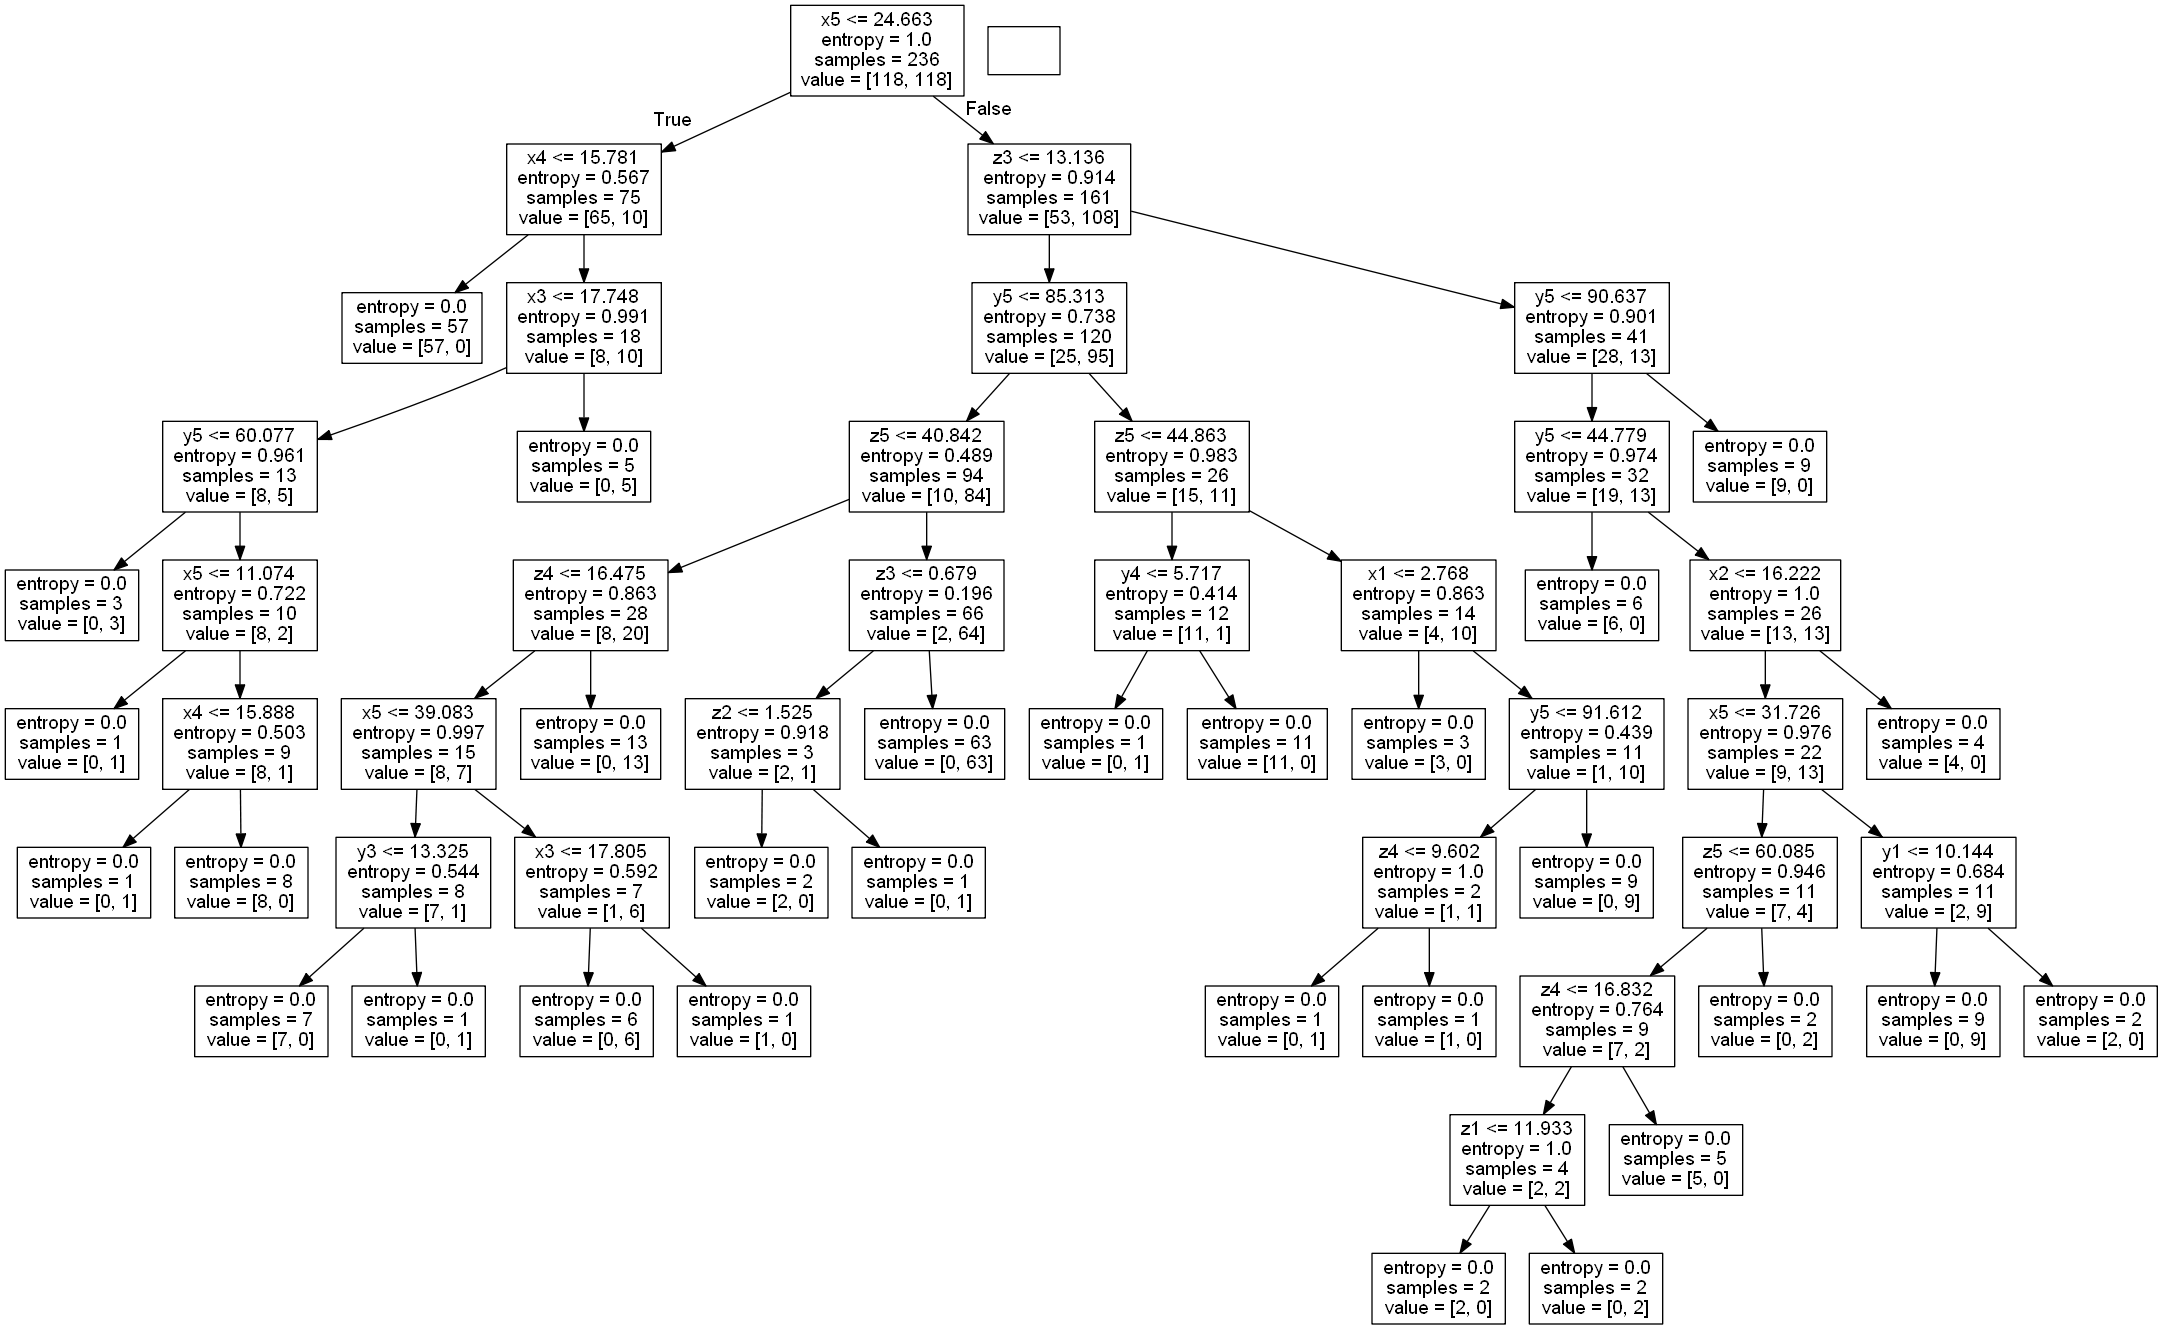 x5 <= 24.663
entropy = 1.0
samples = 236
value = [118, 118]
True
False
x4 <= 15.781
entropy = 0.567
samples = 75
value = [65, 10]
z3 <= 13.136
entropy = 0.914
samples = 161
value = [53, 108]
entropy = 0.0
samples = 57
value = [57, 0]
x3 <= 17.748
entropy = 0.991
samples = 18
value = [8, 10]
y5 <= 85.313
entropy = 0.738
samples = 120
value = [25, 95]
y5 <= 90.637
entropy = 0.901
samples = 41
value = [28, 13]
y5 <= 60.077
entropy = 0.961
samples = 13
value = [8, 5]
entropy = 0.0
samples = 5
value = [0, 5]
z5 <= 40.842
entropy = 0.489
samples = 94
value = [10, 84]
z5 <= 44.863
entropy = 0.983
samples = 26
value = [15, 11]
y5 <= 44.779
entropy = 0.974
samples = 32
value = [19, 13]
entropy = 0.0
samples = 9
value = [9, 0]
entropy = 0.0
samples = 3
value = [0, 3]
x5 <= 11.074
entropy = 0.722
samples = 10
value = [8, 2]
z4 <= 16.475
entropy = 0.863
samples = 28
value = [8, 20]
z3 <= 0.679
entropy = 0.196
samples = 66
value = [2, 64]
y4 <= 5.717
entropy = 0.414
samples = 12
value = [11, 1]
x1 <= 2.768
entropy = 0.863
samples = 14
value = [4, 10]
entropy = 0.0
samples = 6
value = [6, 0]
x2 <= 16.222
entropy = 1.0
samples = 26
value = [13, 13]
entropy = 0.0
samples = 1
value = [0, 1]
x4 <= 15.888
entropy = 0.503
samples = 9
value = [8, 1]
x5 <= 39.083
entropy = 0.997
samples = 15
value = [8, 7]
entropy = 0.0
samples = 13
value = [0, 13]
z2 <= 1.525
entropy = 0.918
samples = 3
value = [2, 1]
entropy = 0.0
samples = 63
value = [0, 63]
entropy = 0.0
samples = 1
value = [0, 1]
entropy = 0.0
samples = 11
value = [11, 0]
entropy = 0.0
samples = 3
value = [3, 0]
y5 <= 91.612
entropy = 0.439
samples = 11
value = [1, 10]
x5 <= 31.726
entropy = 0.976
samples = 22
value = [9, 13]
entropy = 0.0
samples = 4
value = [4, 0]
entropy = 0.0
samples = 1
value = [0, 1]
entropy = 0.0
samples = 8
value = [8, 0]
y3 <= 13.325
entropy = 0.544
samples = 8
value = [7, 1]
x3 <= 17.805
entropy = 0.592
samples = 7
value = [1, 6]
entropy = 0.0
samples = 2
value = [2, 0]
entropy = 0.0
samples = 1
value = [0, 1]
z4 <= 9.602
entropy = 1.0
samples = 2
value = [1, 1]
entropy = 0.0
samples = 9
value = [0, 9]
z5 <= 60.085
entropy = 0.946
samples = 11
value = [7, 4]
y1 <= 10.144
entropy = 0.684
samples = 11
value = [2, 9]
entropy = 0.0
samples = 7
value = [7, 0]
entropy = 0.0
samples = 1
value = [0, 1]
entropy = 0.0
samples = 6
value = [0, 6]
entropy = 0.0
samples = 1
value = [1, 0]
entropy = 0.0
samples = 1
value = [0, 1]
entropy = 0.0
samples = 1
value = [1, 0]
z4 <= 16.832
entropy = 0.764
samples = 9
value = [7, 2]
entropy = 0.0
samples = 2
value = [0, 2]
entropy = 0.0
samples = 9
value = [0, 9]
entropy = 0.0
samples = 2
value = [2, 0]
z1 <= 11.933
entropy = 1.0
samples = 4
value = [2, 2]
entropy = 0.0
samples = 5
value = [5, 0]
entropy = 0.0
samples = 2
value = [2, 0]
entropy = 0.0
samples = 2
value = [0, 2]